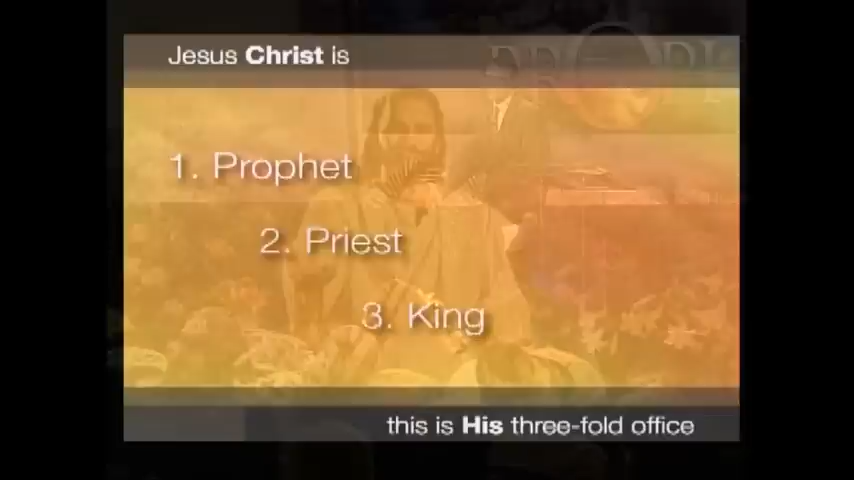 Jesus Christ is
1. Prophet
2. Priest
3. King
this is His three-fold office